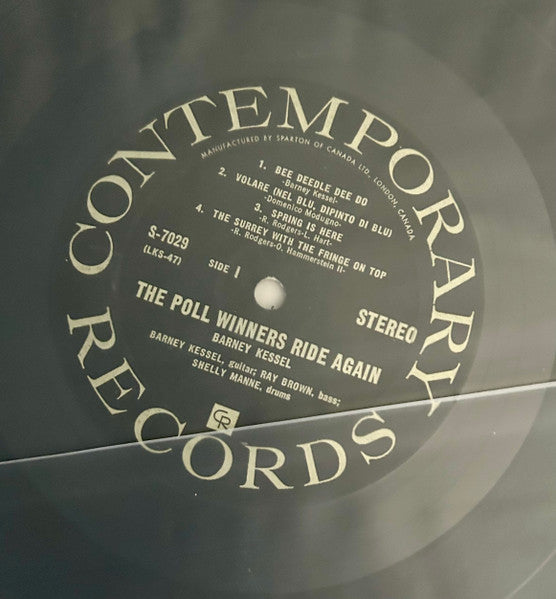 CONTEMPORARY RECORDS
MANUFACTURED BY SPARTON OF CANADA LTD., LONDON, CANADA
1. BEE DEEDLE DEE DO
-Barney Kessel-
2. VOLARE (NEL BLU, DIPINTO DI BLU)
-Domenico Modugno-
3. SPRING IS HERE
-R. Rodgers-L. Hart-
4. THE SURREY WITH THE FRINGE ON TOP
-R. Rodgers-O. Hammerstein II-
S-7029
(LKS-47)
SIDE 1
STEREO
THE POLL WINNERS RIDE AGAIN
BARNEY KESSEL
BARNEY KESSEL, guitar; RAY BROWN, bass;
SHELLY MANNE, drums
CR